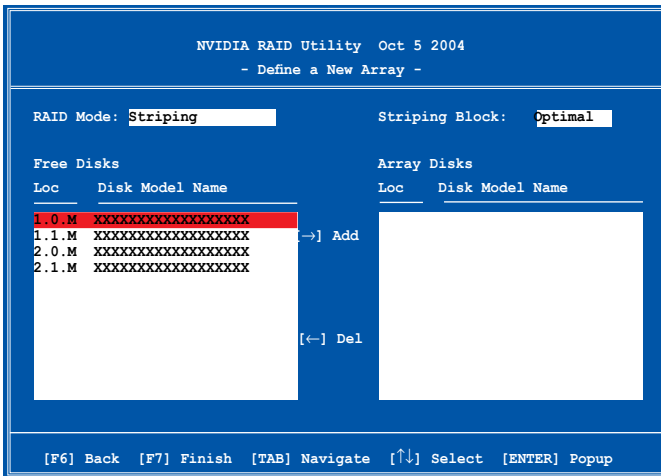 NVIDIA RAID Utility Oct 5 2004
- Define a New Array -
RAID Mode: Striping Striping Block: Optimal
Free Disks Array Disks
Loc Disk Model Name Loc Disk Model Name
1.0.M XXXXXXXXXXXXXXXXXX
1.1.M XXXXXXXXXXXXXXXXXX
[→] Add
2.0.M XXXXXXXXXXXXXXXXXX
2.1.M XXXXXXXXXXXXXXXXXX
[←] Del
[F6] Back [F7] Finish [TAB] Navigate [↑↓] Select [ENTER] Popup